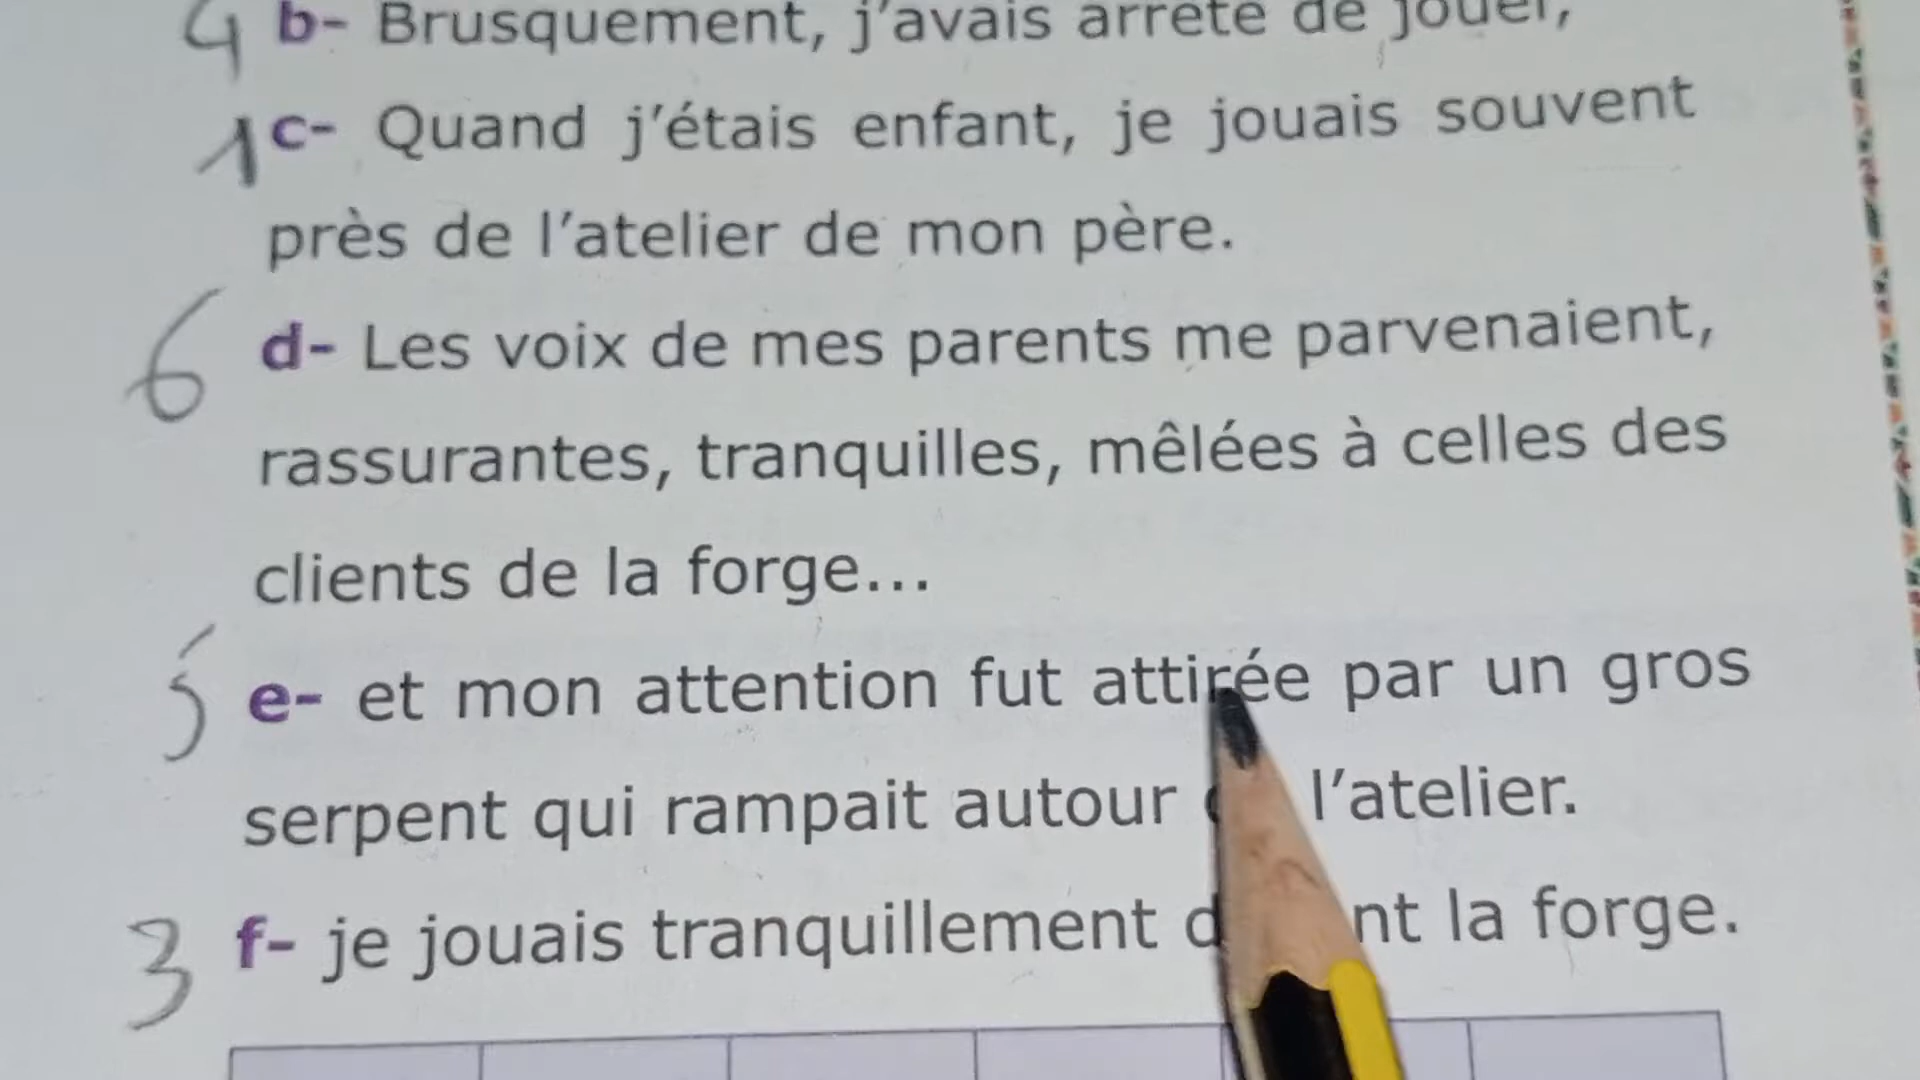 4 b- Brusquement, j'avais arrêté de jouer,
1 c- Quand j'étais enfant, je jouais souvent
près de l'atelier de mon père.
6 d- Les voix de mes parents me parvenaient,
rassurantes, tranquilles, mêlées à celles des
clients de la forge...
5 e- et mon attention fut attirée par un gros
serpent qui rampait autour l'atelier.
3 f- je jouais tranquillement la forge.